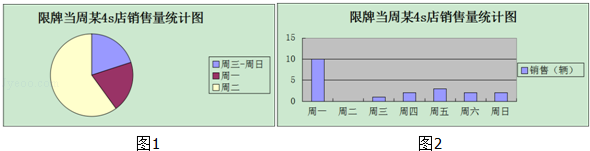 限牌当周某4s店销售量统计图
周三-周日
周一
周二
图1
限牌当周某4s店销售量统计图
15
10
5
0
周一 周二 周三 周四 周五 周六 周日
销售（辆）
图2